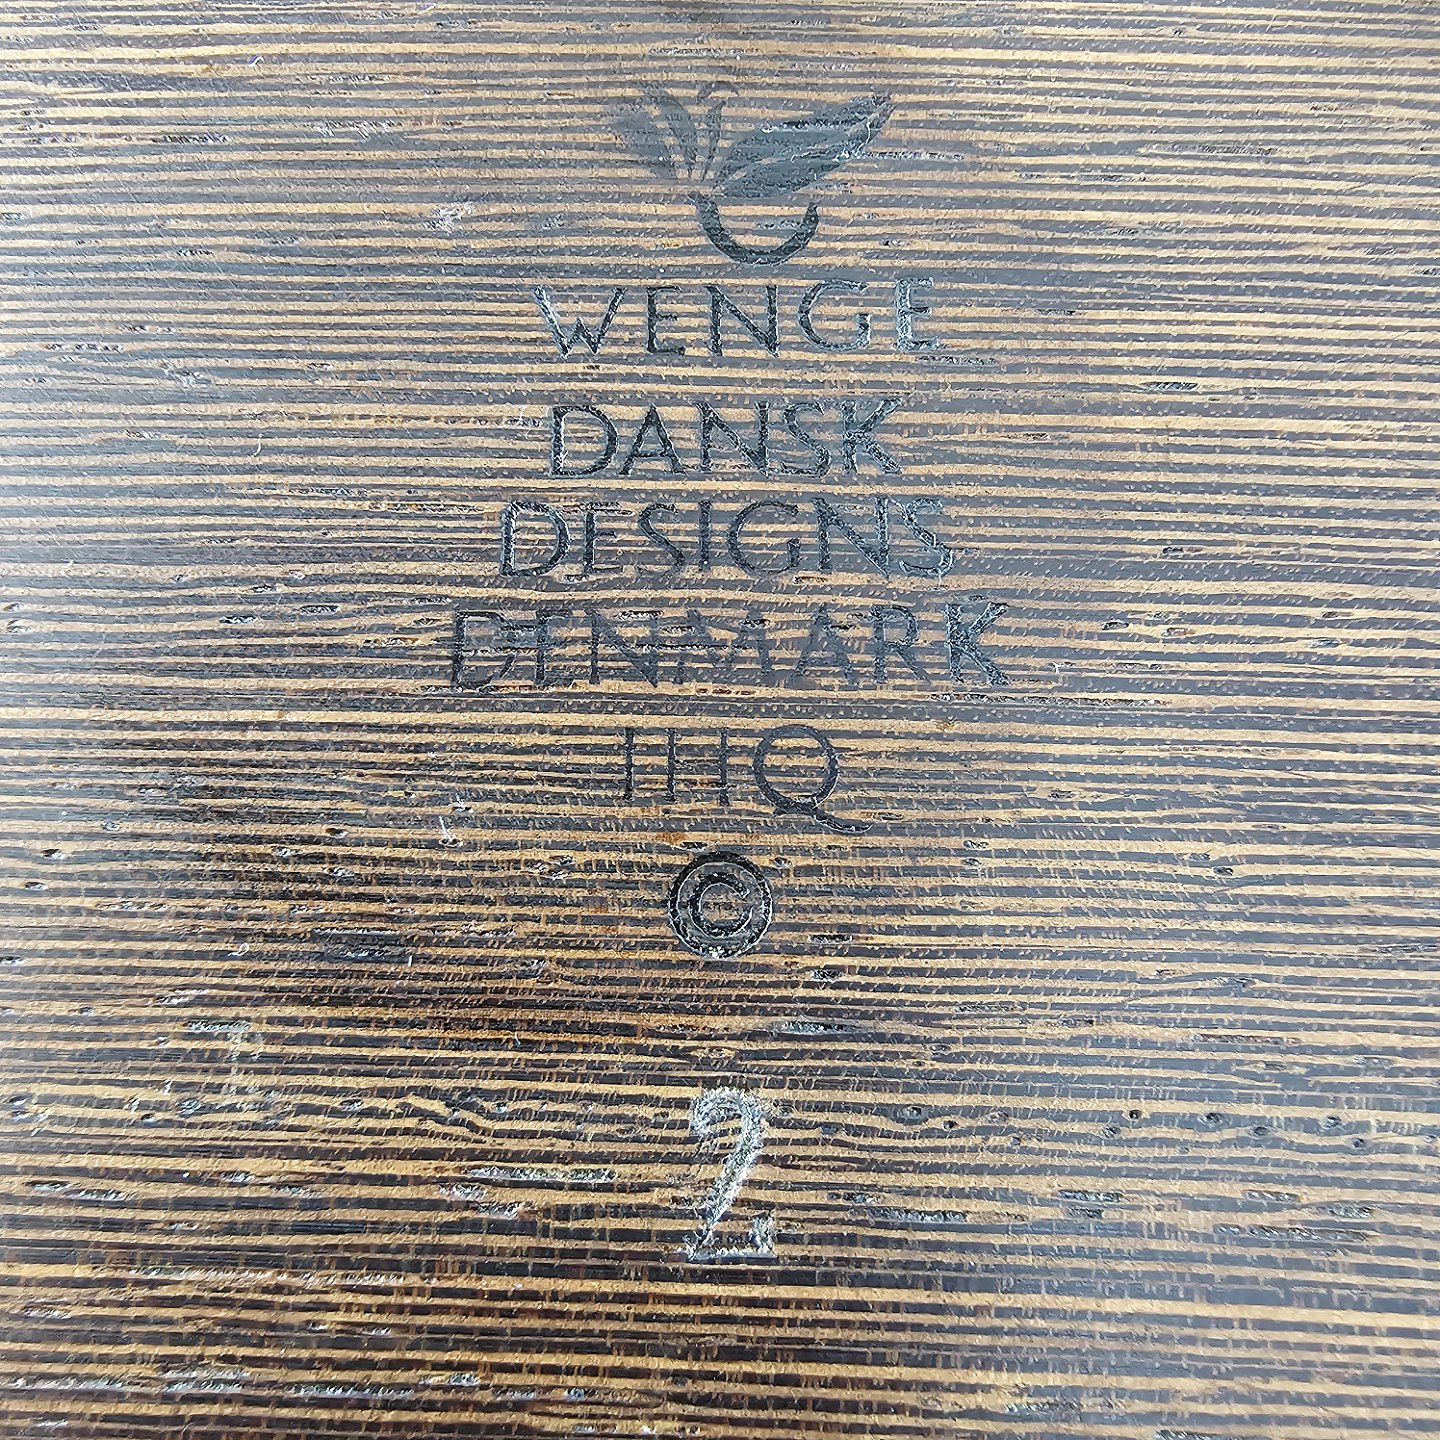 WENGE
DANSK
DESIGNS
DENMARK
IHQ
©
2